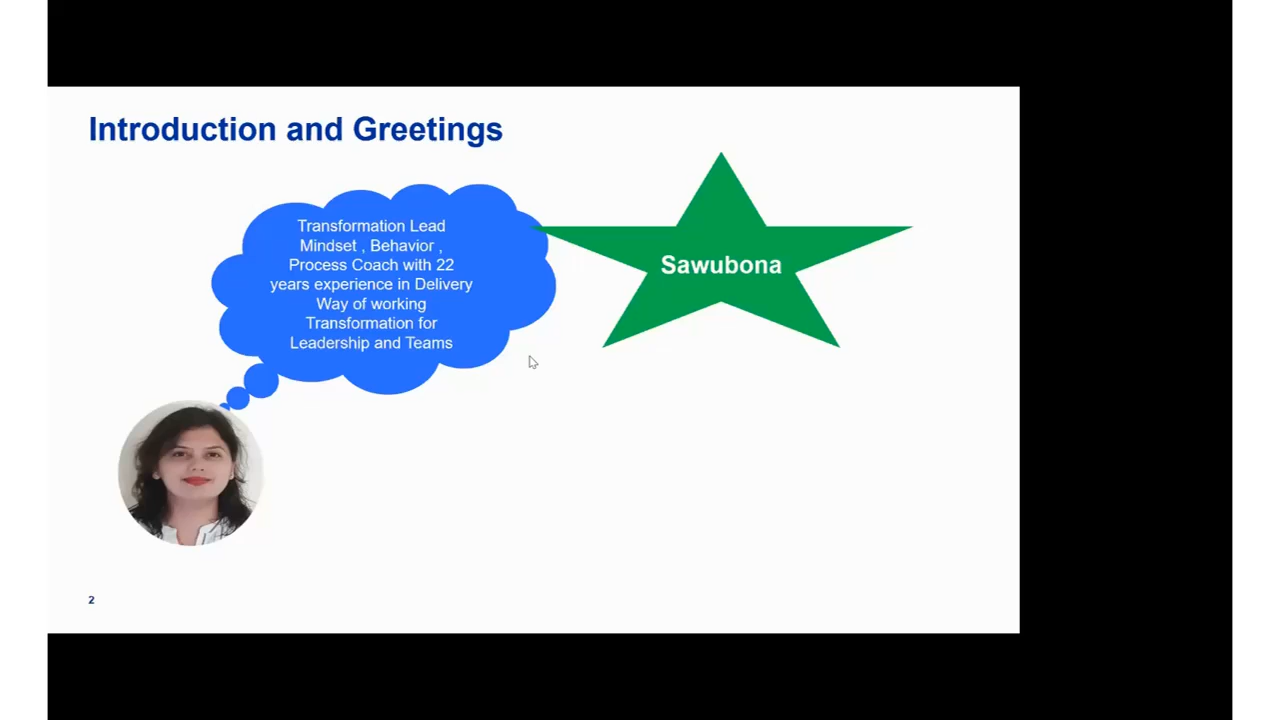 Introduction and Greetings
Transformation Lead
Mindset , Behavior ,
Process Coach with 22
years experience in Delivery
Way of working
Transformation for
Leadership and Teams
Sawubona
2